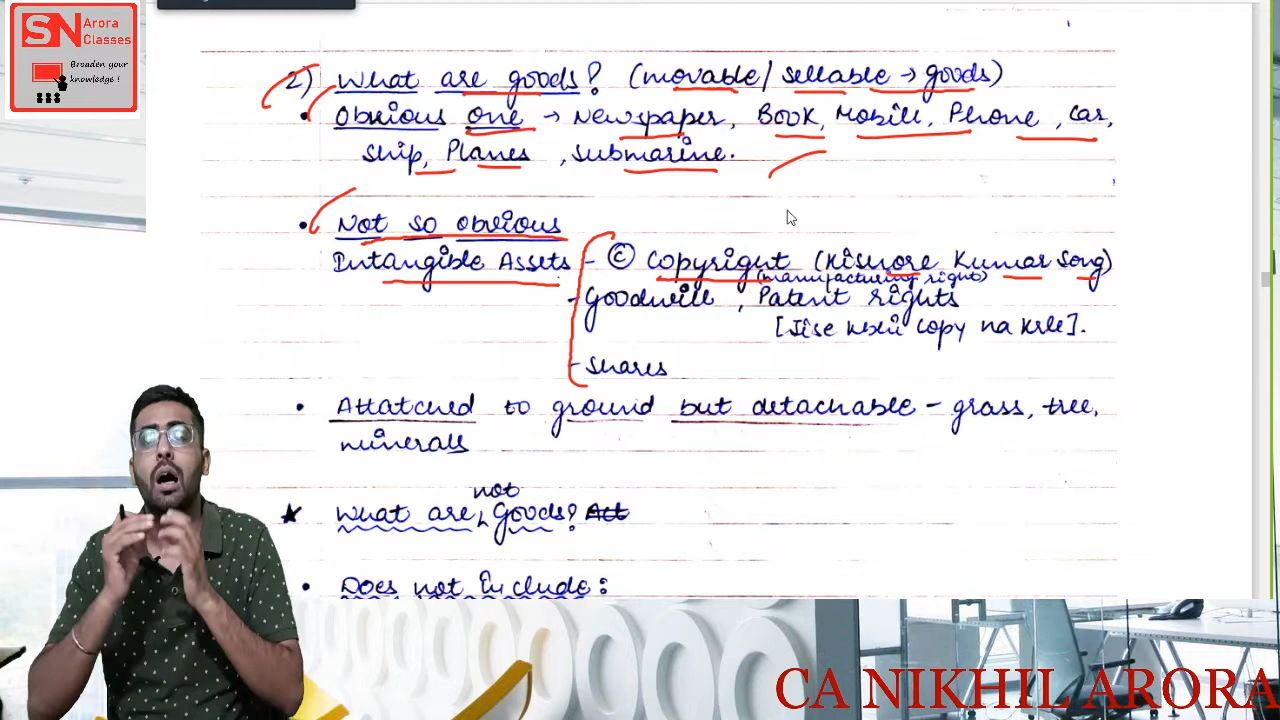 SN Arora Classes
Broaden your knowledge !
2) What are goods? (movable/ sellable → goods)
• Obvious one → Newspaper, Book, Mobile, Phone, Car,
Ship, Planes, Submarine.
• Not so obvious
Intangible Assets - © Copyright (Kishore Kumar Song)
(manufacturing right)
- Goodwill, Patent rights
[Jise koi copy na kre].
- Shares
• Attatched to ground but detachable - grass, tree,
minerals
not
★ What are Goods? Act
• Does not include :
CA NIKHIL ARORA